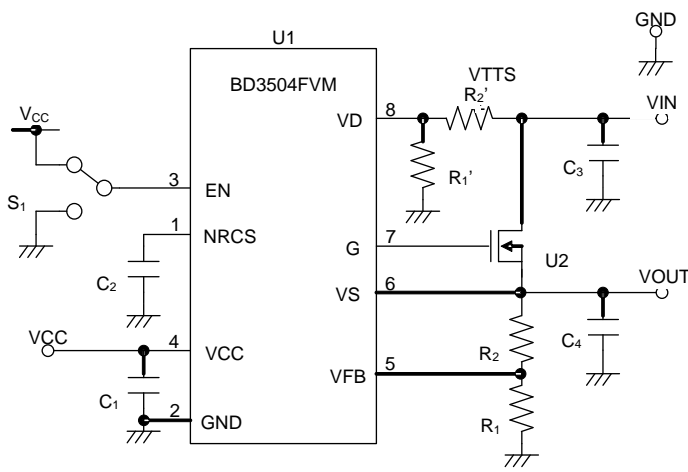 GND
U1
BD3504FVM
VTTS
R2'
VIN
VCC
8
VD
R1'
C3
3
EN
S1
1
NRCS
7
G
U2
C2
6
VS
VOUT
VCC
4
VCC
R2
C4
5
VFB
C1
2
GND
R1